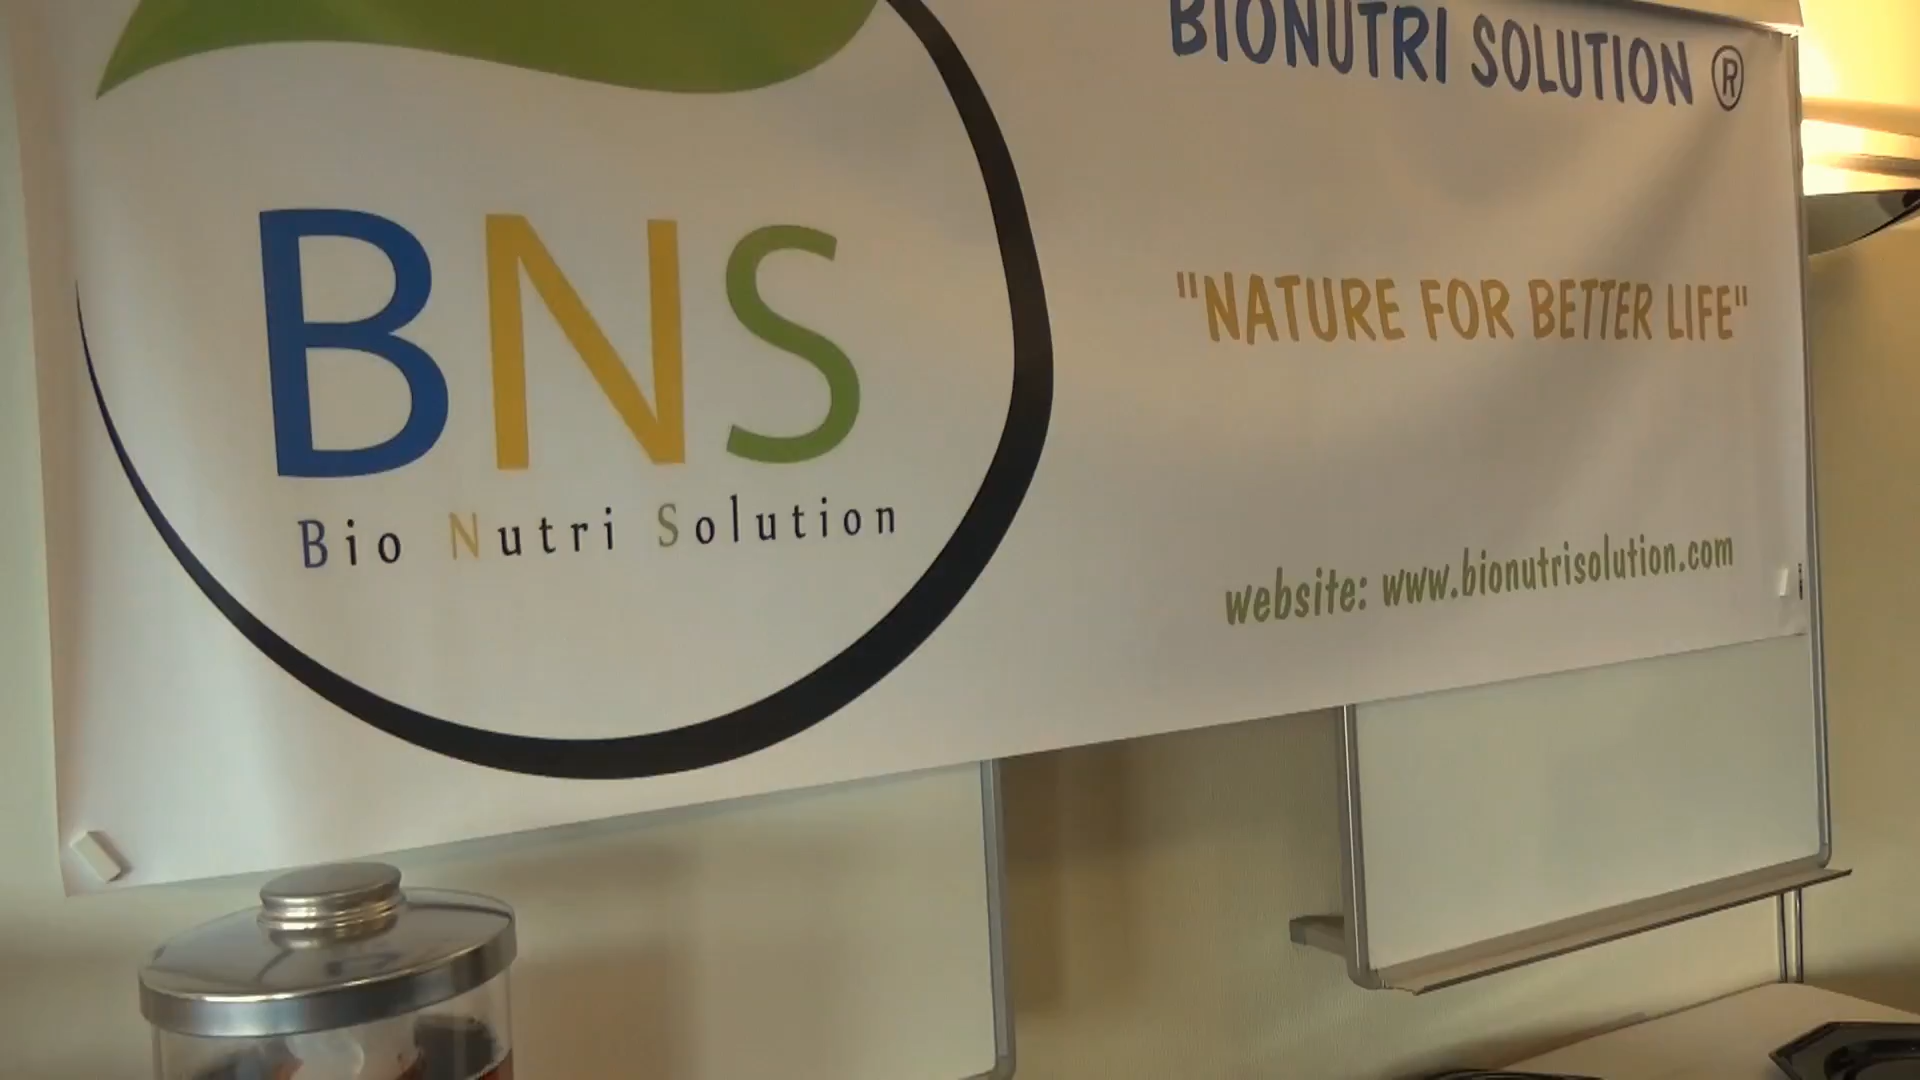 BNS
Bio Nutri Solution
BIONUTRI SOLUTION ®
"NATURE FOR BETTER LIFE"
website: www.bionutrisolution.com